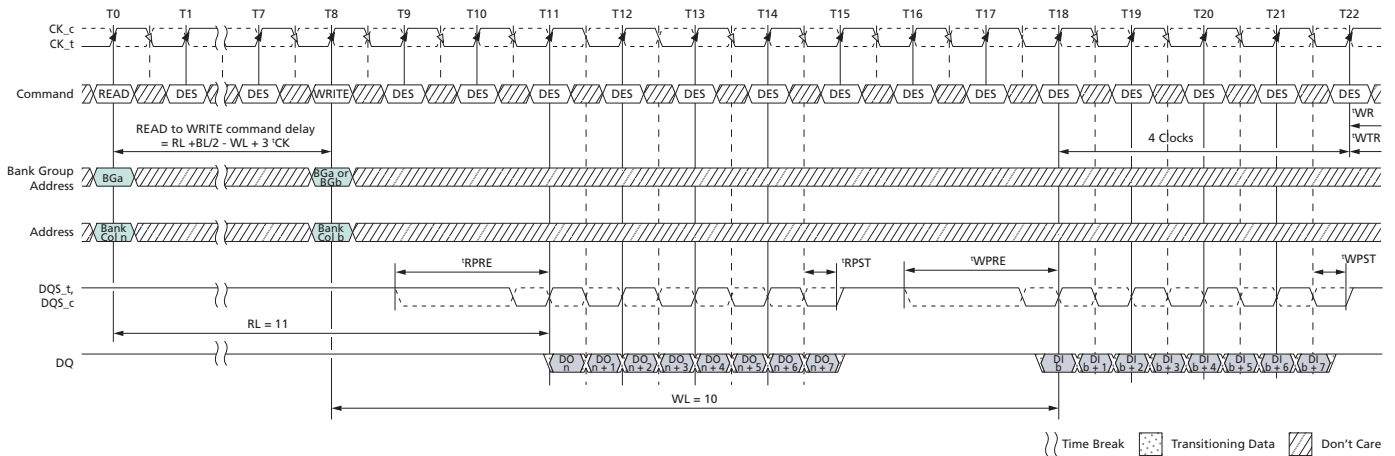 T0 T1 T7 T8 T9 T10 T11 T12 T13 T14 T15 T16 T17 T18 T19 T20 T21 T22
CK_c
CK_t
Command READ DES DES WRITE DES DES DES DES DES DES DES DES DES DES DES DES DES DES
READ to WRITE command delay
= RL +BL/2 - WL + 3 tCK
tWR
4 Clocks tWTR
Bank Group
Address
BGa
BGa or
BGb
Address
Bank
Col n
Bank
Col b
tRPRE tRPST tWPRE tWPST
DQS_t,
DQS_c
RL = 11
DQ
DO
n
DO
n + 1
DO
n + 2
DO
n + 3
DO
n + 4
DO
n + 5
DO
n + 6
DO
n + 7
DI
b
DI
b + 1
DI
b + 2
DI
b + 3
DI
b + 4
DI
b + 5
DI
b + 6
DI
b + 7
WL = 10
Time Break Transitioning Data Don't Care